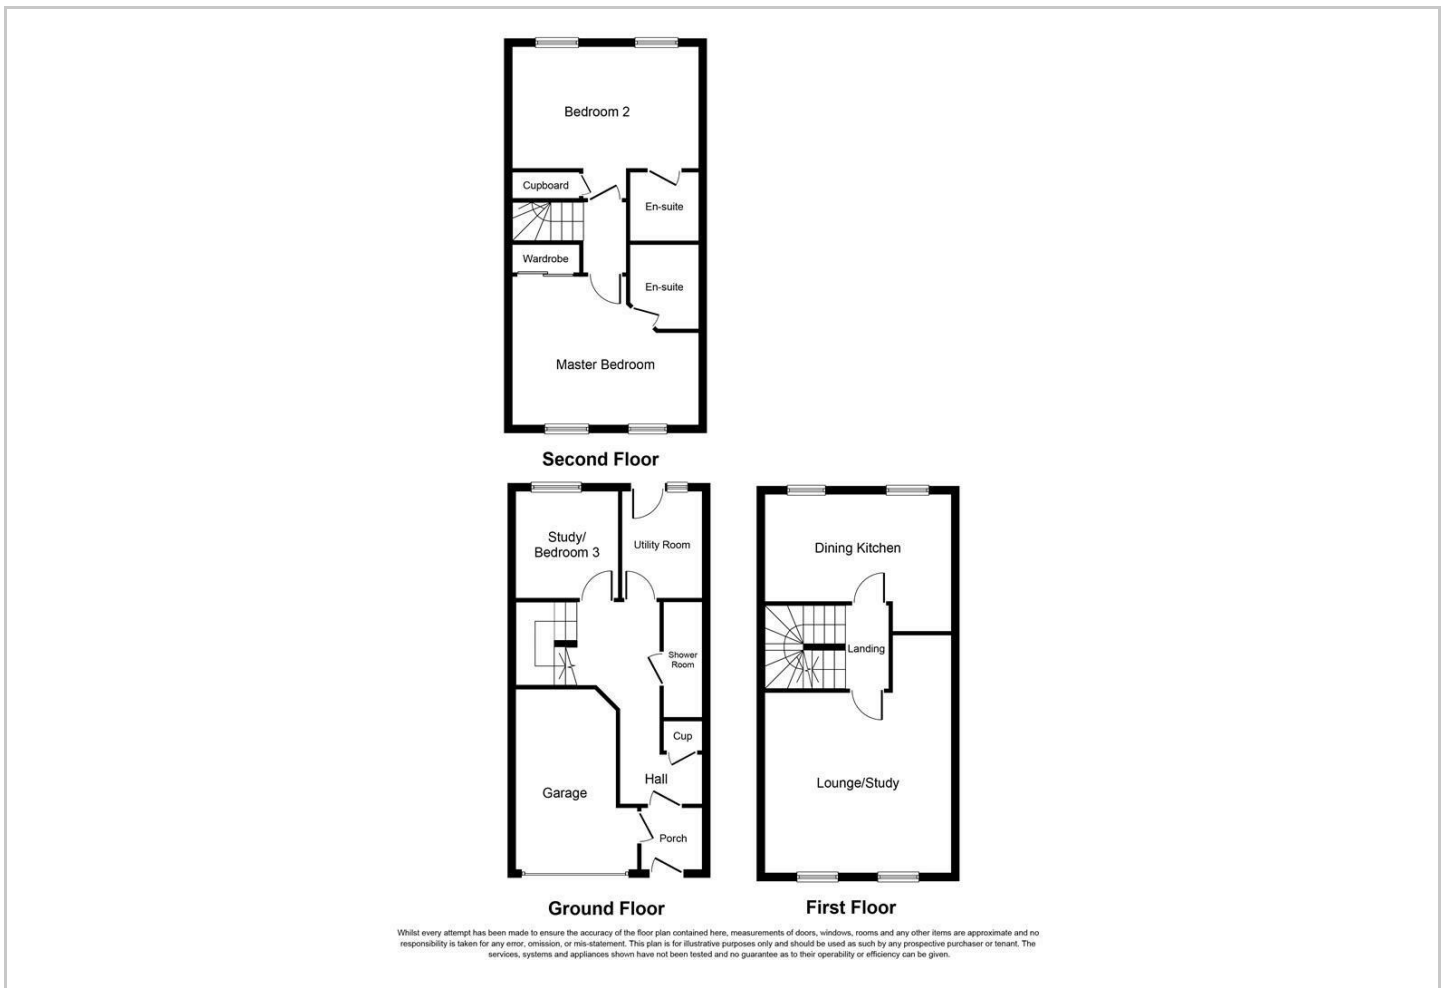 Bedroom 2
Cupboard
En-suite
Wardrobe
En-suite
Master Bedroom
Second Floor
Study/
Bedroom 3
Utility Room
Shower
Room
Cup
Hall
Garage
Porch
Ground Floor
Dining Kitchen
Landing
Lounge/Study
First Floor
Whilst every attempt has been made to ensure the accuracy of the floor plan contained here, measurements of doors, windows, rooms and any other items are approximate and no
responsibility is taken for any error, omission, or mis-statement. This plan is for illustrative purposes only and should be used as such by any prospective purchaser or tenant. The
services, systems and appliances shown have not been tested and no guarantee as to their operability or efficiency can be given.